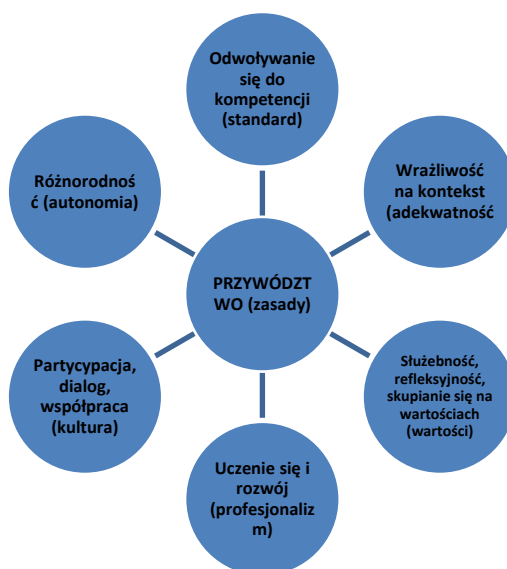 Odwoływanie
się do
kompetencji
(standard)
Wrażliwość
na kontekst
(adekwatność
Służebność,
refleksyjność,
skupianie się na
wartościach
(wartości)
Uczenie się i
rozwój
(profesjonaliz
m)
Partycypacja,
dialog,
współpraca
(kultura)
Różnorodnoś
ć (autonomia)
PRZYWÓDZT
WO (zasady)